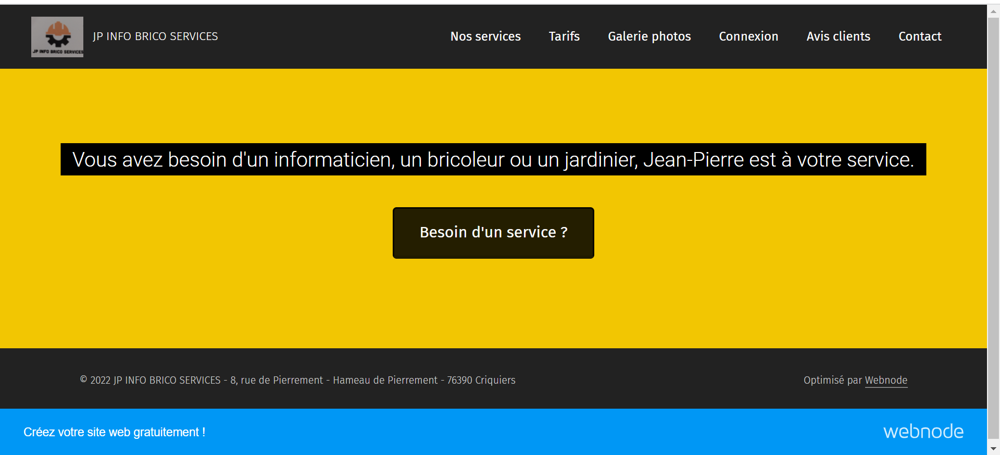 JP INFO BRICO SERVICES
JP INFO BRICO SERVICES
Nos services
Tarifs
Galerie photos
Connexion
Avis clients
Contact
Vous avez besoin d'un informaticien, un bricoleur ou un jardinier, Jean-Pierre est à votre service.
Besoin d'un service ?
© 2022 JP INFO BRICO SERVICES - 8, rue de Pierrement - Hameau de Pierrement - 76390 Criquiers
Optimisé par Webnode
Créez votre site web gratuitement !
webnode